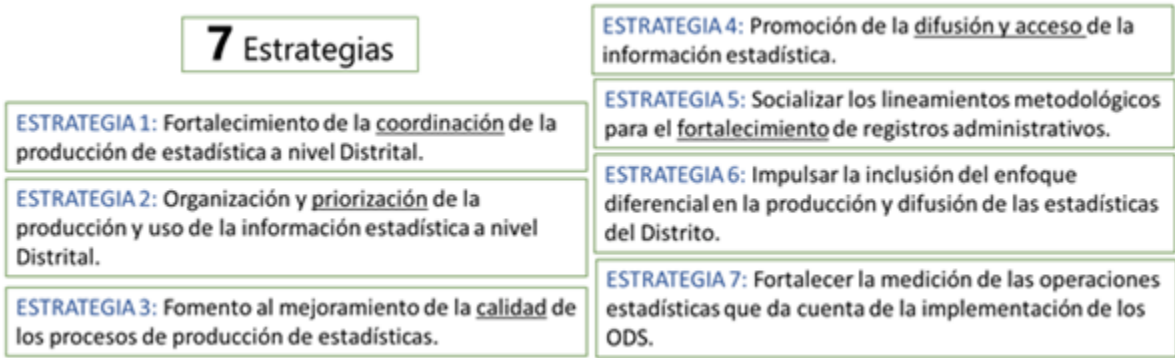 7 Estrategias
ESTRATEGIA 1: Fortalecimiento de la coordinación de la
producción de estadística a nivel Distrital.
ESTRATEGIA 2: Organización y priorización de la
producción y uso de la información estadística a nivel
Distrital.
ESTRATEGIA 3: Fomento al mejoramiento de la calidad de
los procesos de producción de estadísticas.
ESTRATEGIA 4: Promoción de la difusión y acceso de la
información estadística.
ESTRATEGIA 5: Socializar los lineamientos metodológicos
para el fortalecimiento de registros administrativos.
ESTRATEGIA 6: Impulsar la inclusión del enfoque
diferencial en la producción y difusión de las estadísticas
del Distrito.
ESTRATEGIA 7: Fortalecer la medición de las operaciones
estadísticas que da cuenta de la implementación de los
ODS.